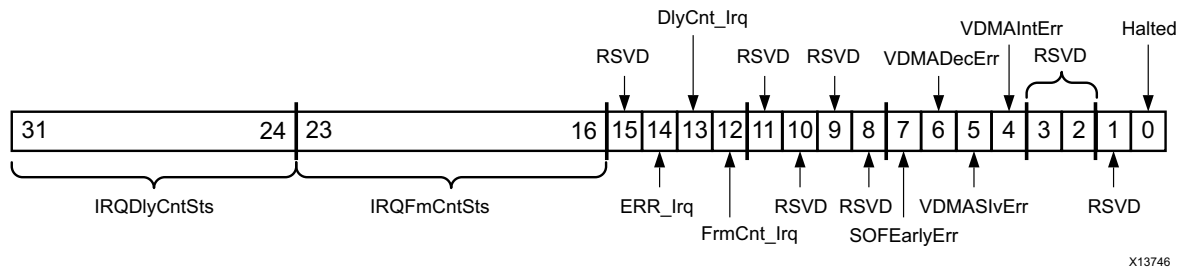 DlyCnt_Irq
VDMAIntErr Halted
RSVD RSVD RSVD VDMADecErr RSVD
31 24 23 16 15 14 13 12 11 10 9 8 7 6 5 4 3 2 1 0
IRQDlyCntSts IRQFmCntSts ERR_Irq RSVD RSVD VDMASlvErr RSVD
FrmCnt_Irq SOFEarlyErr
X13746